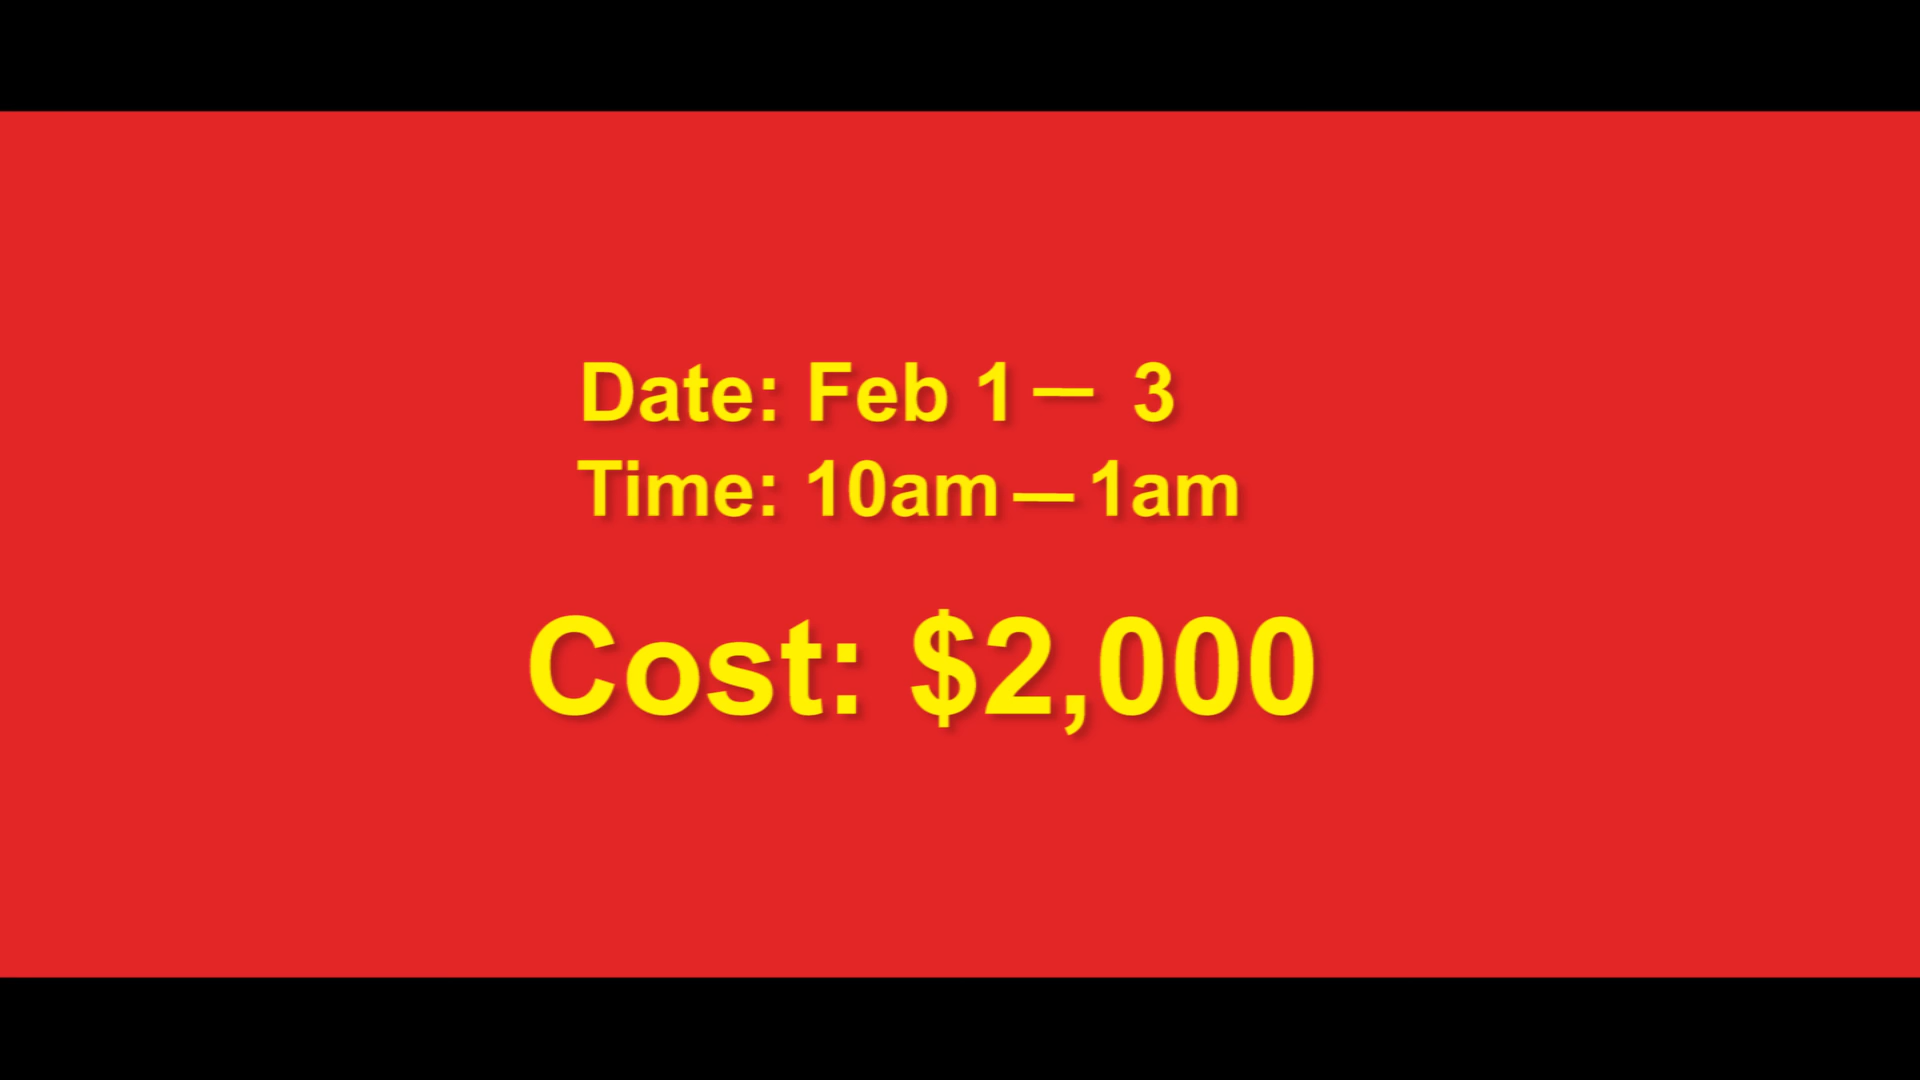 Date: Feb 1 — 3
Time: 10am — 1am
Cost: $2,000